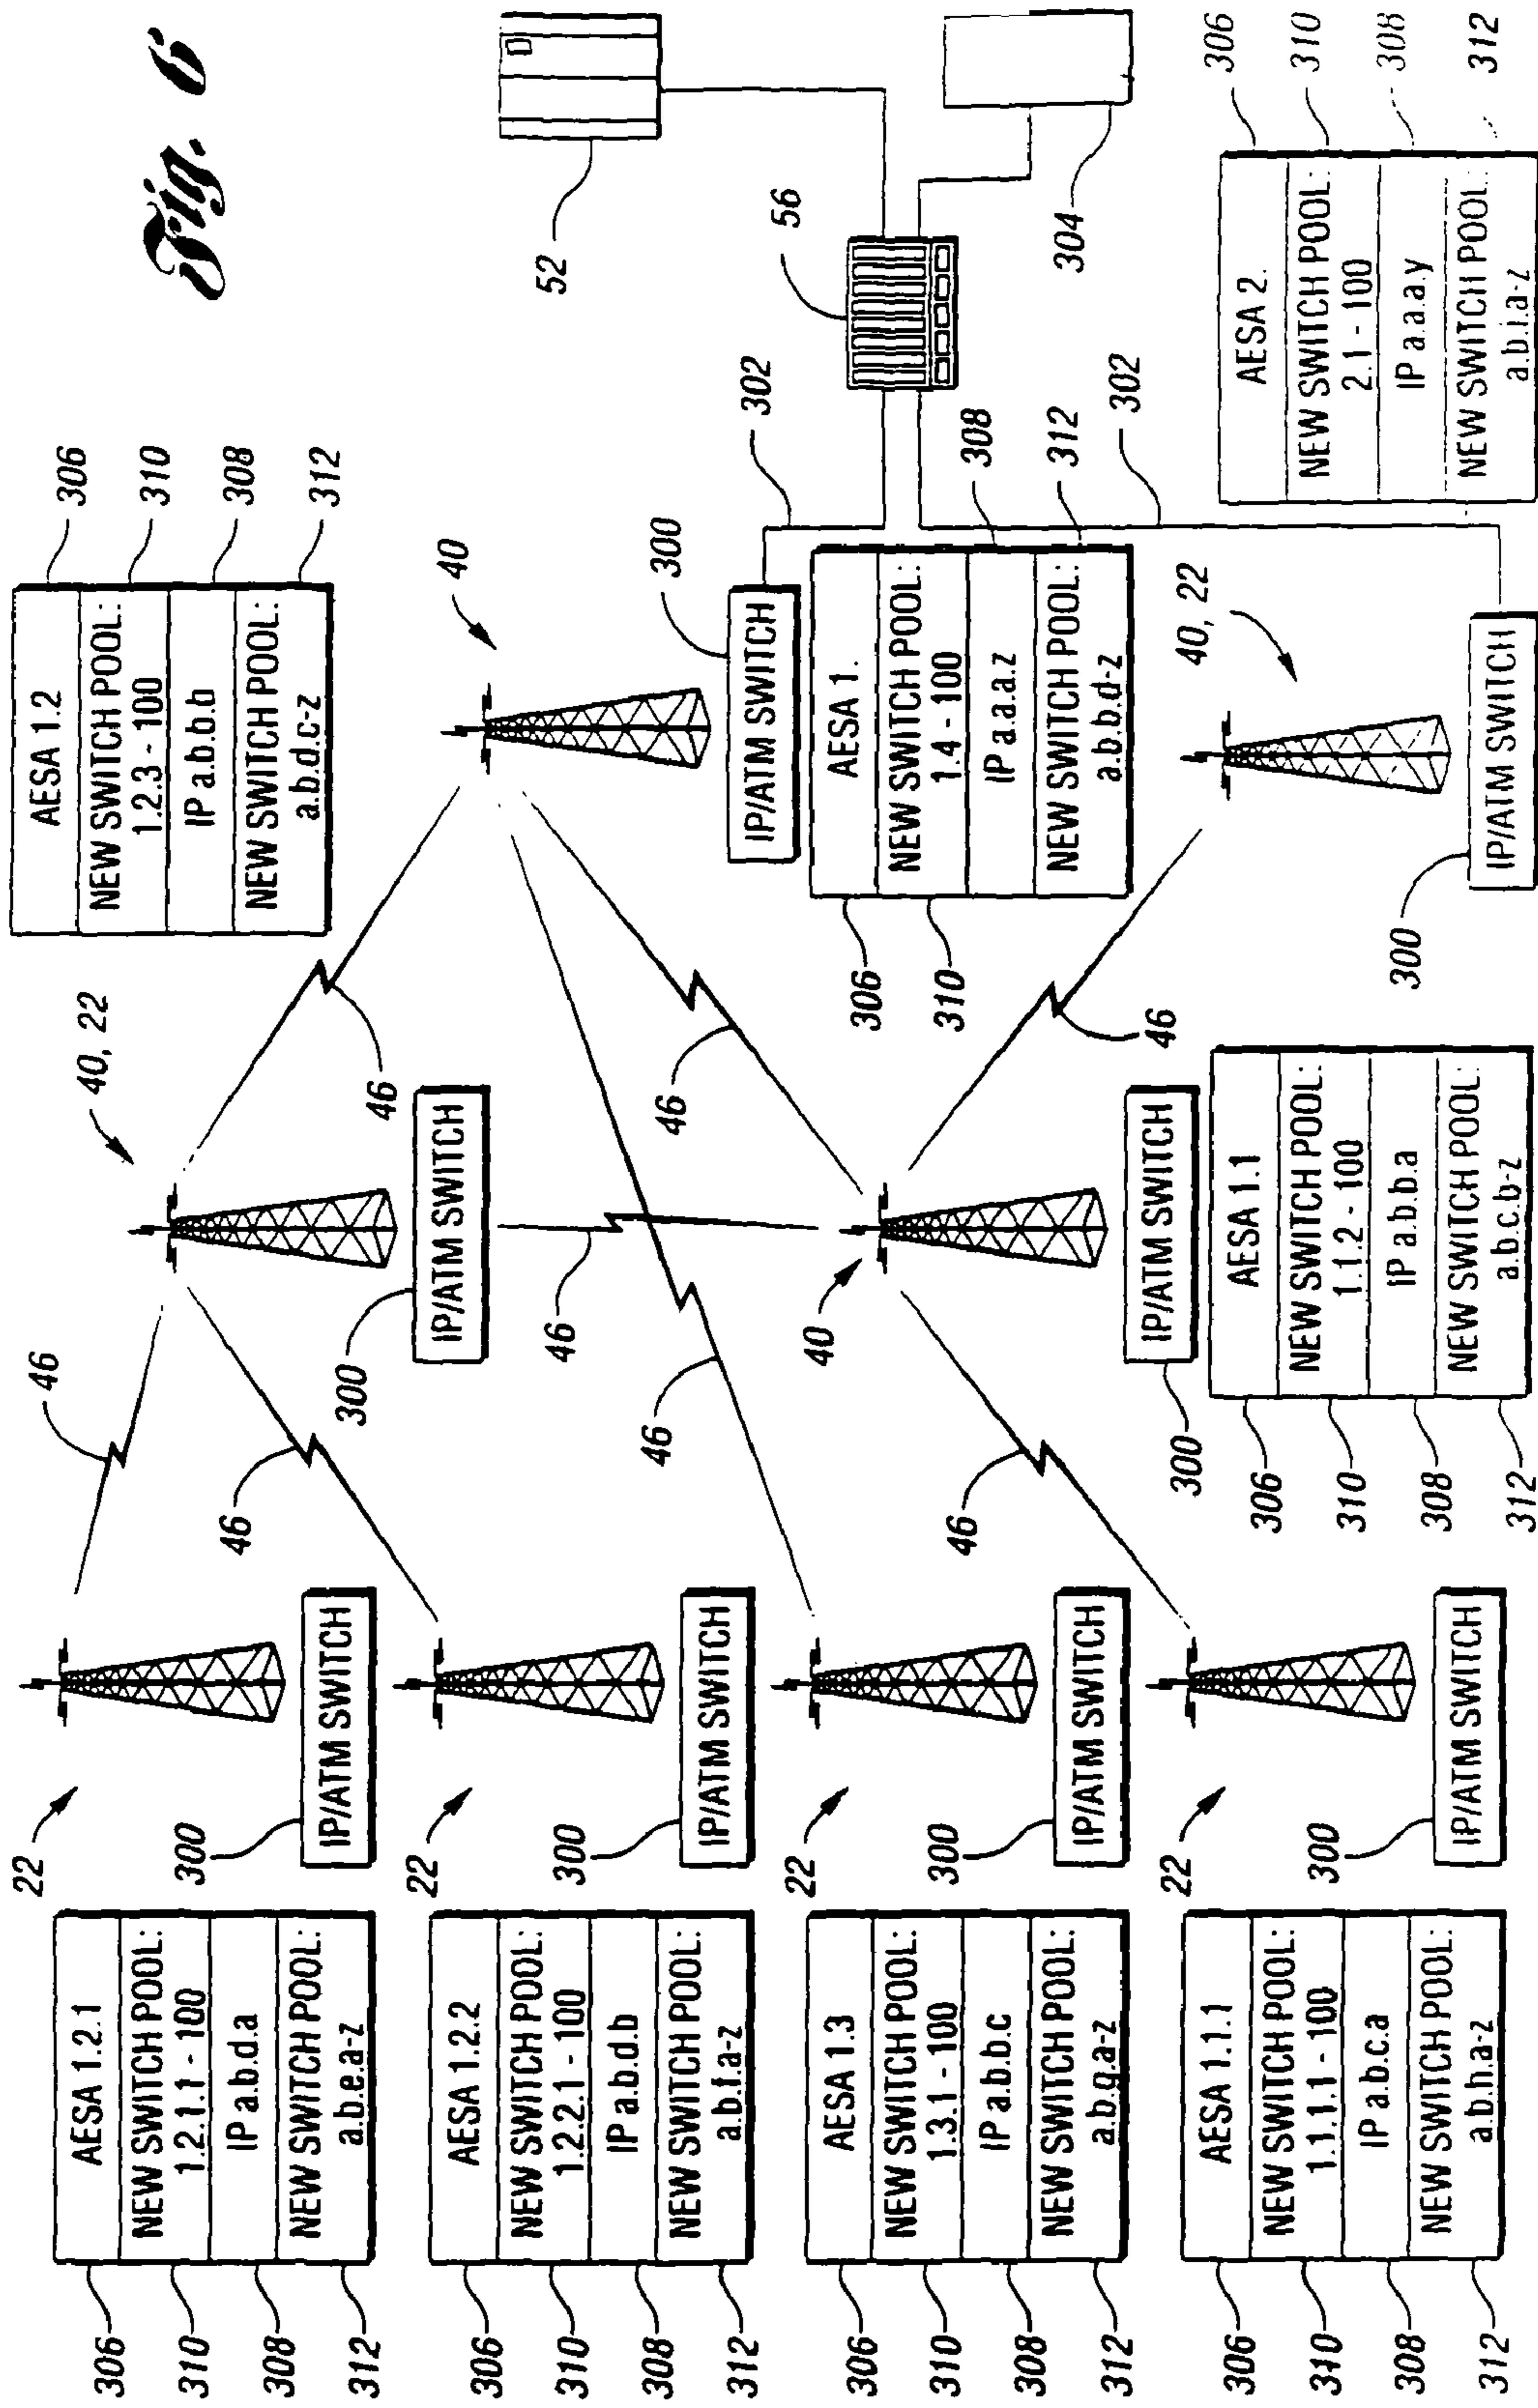 Fig. 6
306
310
308
312
AESA 1.2.1
NEW SWITCH POOL:
1.2.1.1 - 100
IP a.b.d.a
NEW SWITCH POOL:
a.b.e.a-z
22
300
IP/ATM SWITCH
46
46
40, 22
300
IP/ATM SWITCH
46
46
AESA 1.2
NEW SWITCH POOL:
1.2.3 - 100
IP a.b.b.b
NEW SWITCH POOL:
a.b.d.c-z
306
310
308
312
52
306
310
308
312
AESA 1.2.2
NEW SWITCH POOL:
1.2.2.1 - 100
IP a.b.d.b
NEW SWITCH POOL:
a.b.f.a-z
22
300
IP/ATM SWITCH
46
46
40
300
IP/ATM SWITCH
302
56
304
306
310
308
312
AESA 1.3
NEW SWITCH POOL:
1.3.1 - 100
IP a.b.b.c
NEW SWITCH POOL:
a.b.g.a-z
22
300
IP/ATM SWITCH
46
40
300
IP/ATM SWITCH
46
306
310
AESA 1.
NEW SWITCH POOL:
1.4 - 100
IP a.a.a.z
NEW SWITCH POOL:
a.b.b.d-z
308
312
302
306
310
308
312
AESA 1.1.1
NEW SWITCH POOL:
1.1.1.1 - 100
IP a.b.c.a
NEW SWITCH POOL:
a.b.h.a-z
22
300
IP/ATM SWITCH
306
310
308
312
AESA 1.1
NEW SWITCH POOL:
1.1.2 - 100
IP a.b.b.a
NEW SWITCH POOL:
a.b.c.b-z
40, 22
300
IP/ATM SWITCH
AESA 2.
NEW SWITCH POOL:
2.1 - 100
IP a.a.a.y
NEW SWITCH POOL:
a.b.i.a-z
306
310
308
312